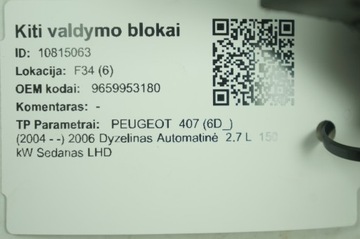 Kiti valdymo blokai
ID: 10815063
Lokacija: F34 (6)
OEM kodai: 9659953180
Komentaras: -
TP Parametrai: PEUGEOT 407 (6D_)
(2004 - -) 2006 Dyzelinas Automatinė 2.7 L 150
kW Sedanas LHD